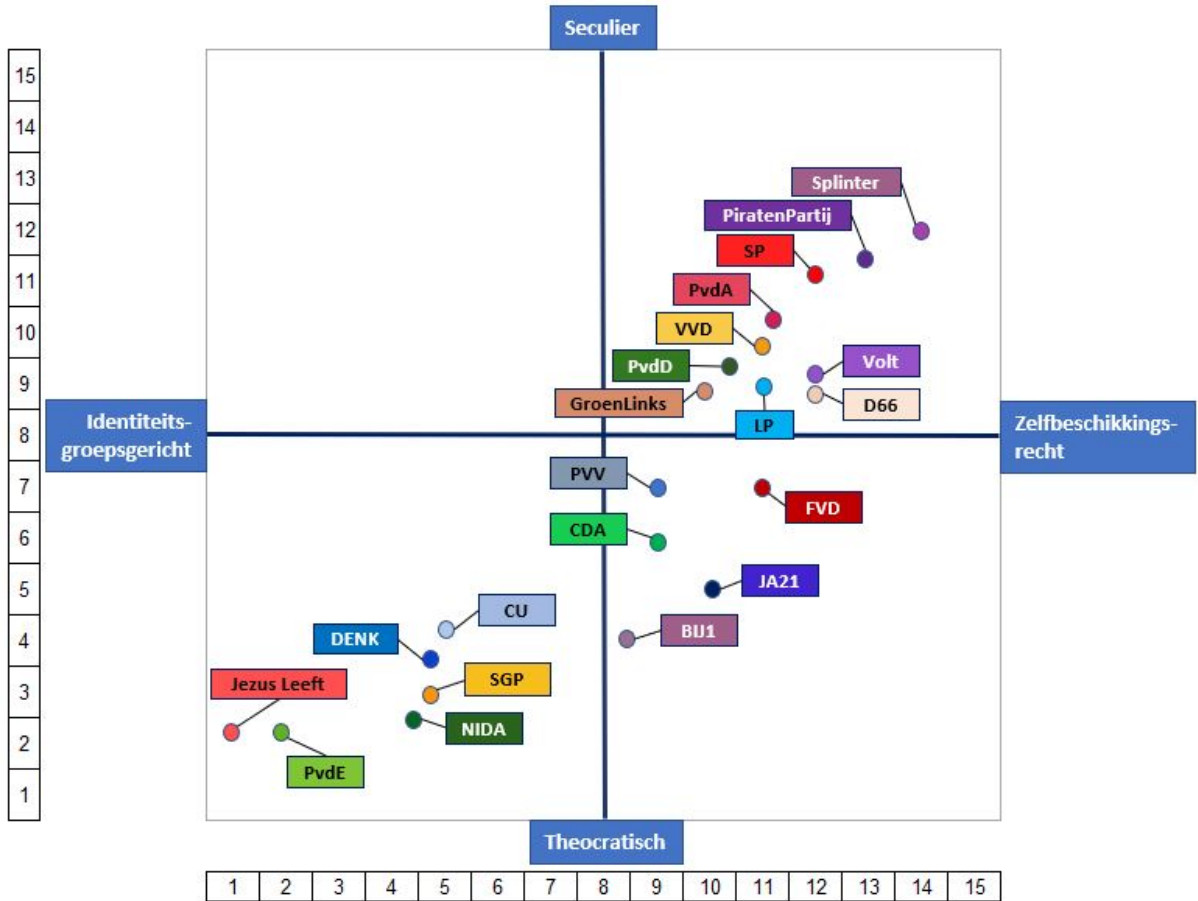 Seculier
15
14
13
12
11
10
9
8
7
6
5
4
3
2
1
Splinter
PiratenPartij
SP
PvdA
VVD
PvdD
Volt
GroenLinks
D66
LP
Identiteits-
groepsgericht
Zelfbeschikkings-
recht
PVV
FVD
CDA
JA21
CU
BIJ1
DENK
SGP
Jezus Leeft
NIDA
PvdE
Theocratisch
1 2 3 4 5 6 7 8 9 10 11 12 13 14 15